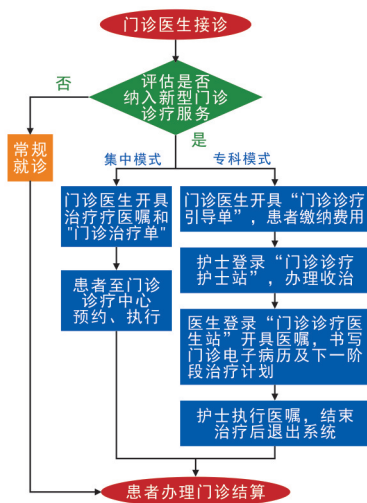 门诊医生接诊
评估是否
纳入新型门诊
诊疗服务
否
是
常规
就诊
集中模式
专科模式
门诊医生开具
治疗疗医嘱和
"门诊治疗单"
患者至门诊
诊疗中心
预约、执行
门诊医生开具“门诊诊疗
引导单”，患者缴纳费用
护士登录“门诊诊疗
护士站”，办理收治
医生登录“门诊诊疗医
生站”开具医嘱，书写
门诊电子病历及下一阶
段治疗计划
护士执行医嘱，结束
治疗后退出系统
患者办理门诊结算